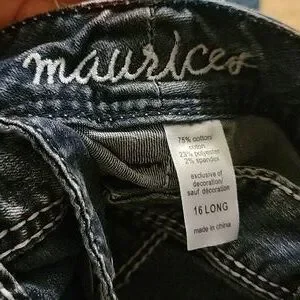 maurices
75% cotton/
coton
23% polyester
2% spandex
exclusive of
decoration/
sauf décoration
16 LONG
made in china